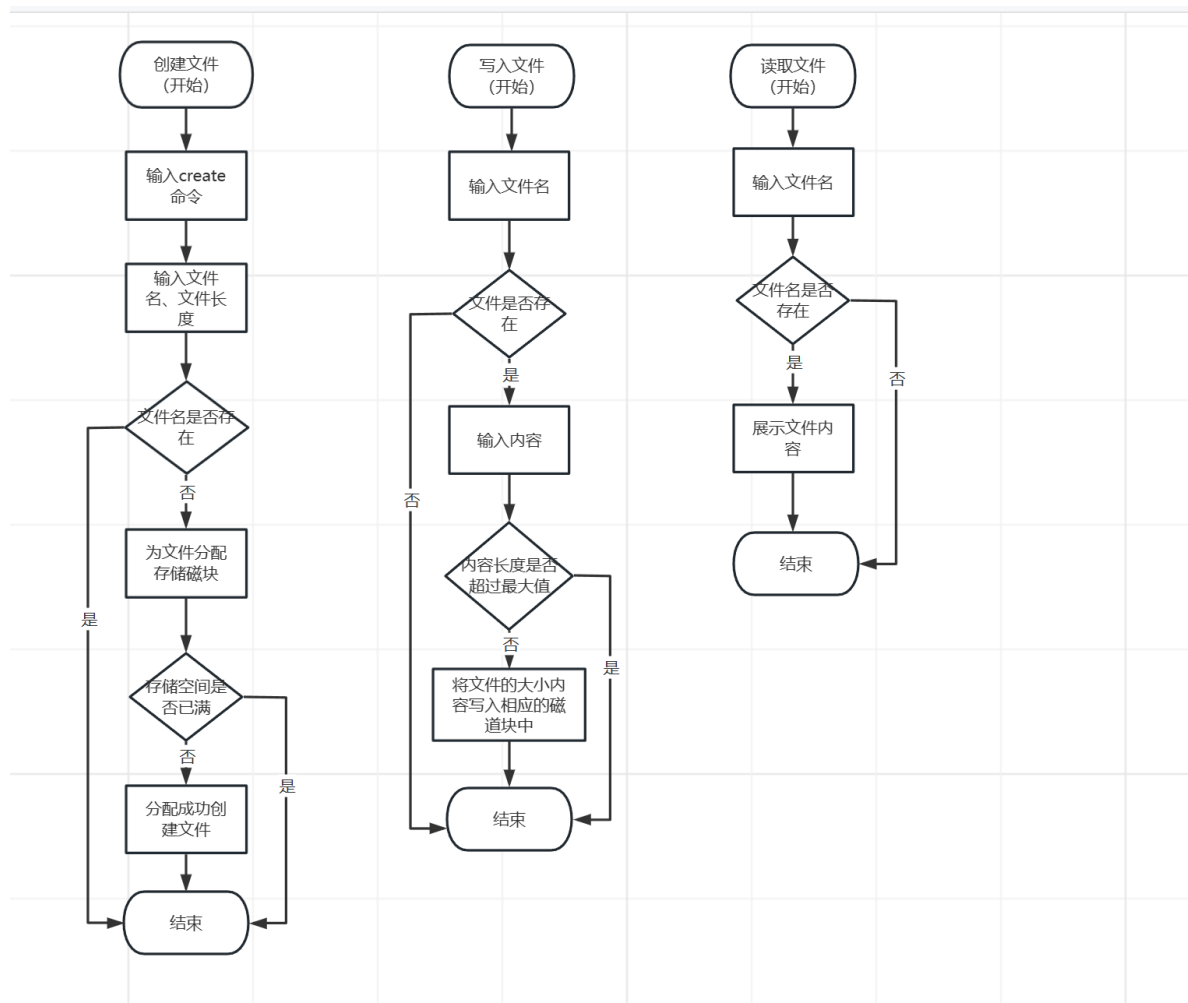 创建文件
（开始）
输入create
命令
输入文件
名、文件长
度
文件名是否存
在
否
为文件分配
存储磁块
是
存储空间是
否已满
否
是
分配成功创
建文件
结束
写入文件
（开始）
输入文件名
文件是否存
在
是
输入内容
否
内容长度是否
超过最大值
否
是
将文件的大小内
容写入相应的磁
道块中
结束
读取文件
（开始）
输入文件名
文件名是否
存在
是
否
展示文件内
容
结束